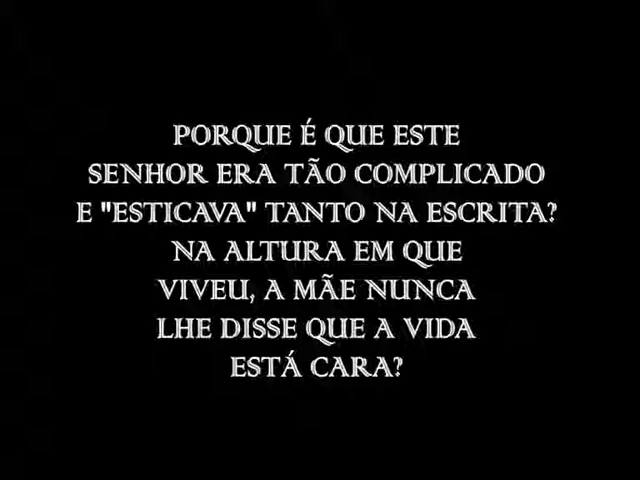 PORQUE É QUE ESTE
SENHOR ERA TÃO COMPLICADO
E "ESTICAVA" TANTO NA ESCRITA?
NA ALTURA EM QUE
VIVEU, A MÃE NUNCA
LHE DISSE QUE A VIDA
ESTÁ CARA?